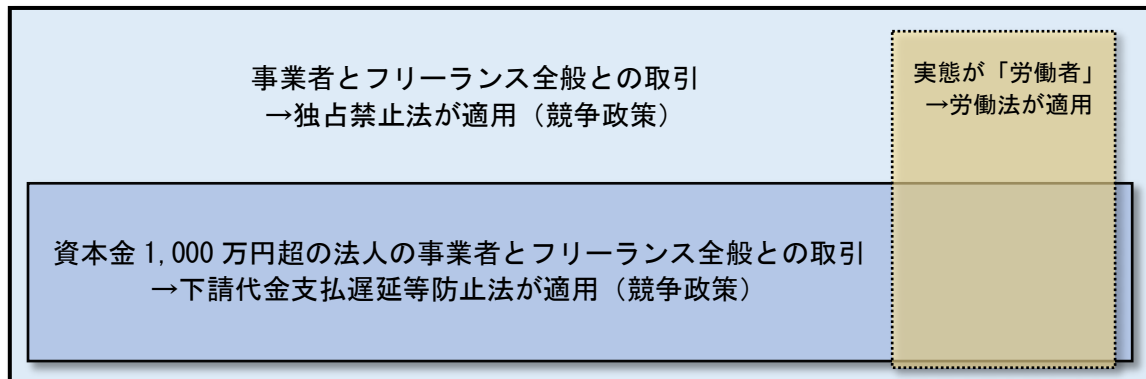 事業者とフリーランス全般との取引
→独占禁止法が適用（競争政策）
実態が「労働者」
→労働法が適用
資本金 1,000 万円超の法人の事業者とフリーランス全般との取引
→下請代金支払遅延等防止法が適用（競争政策）